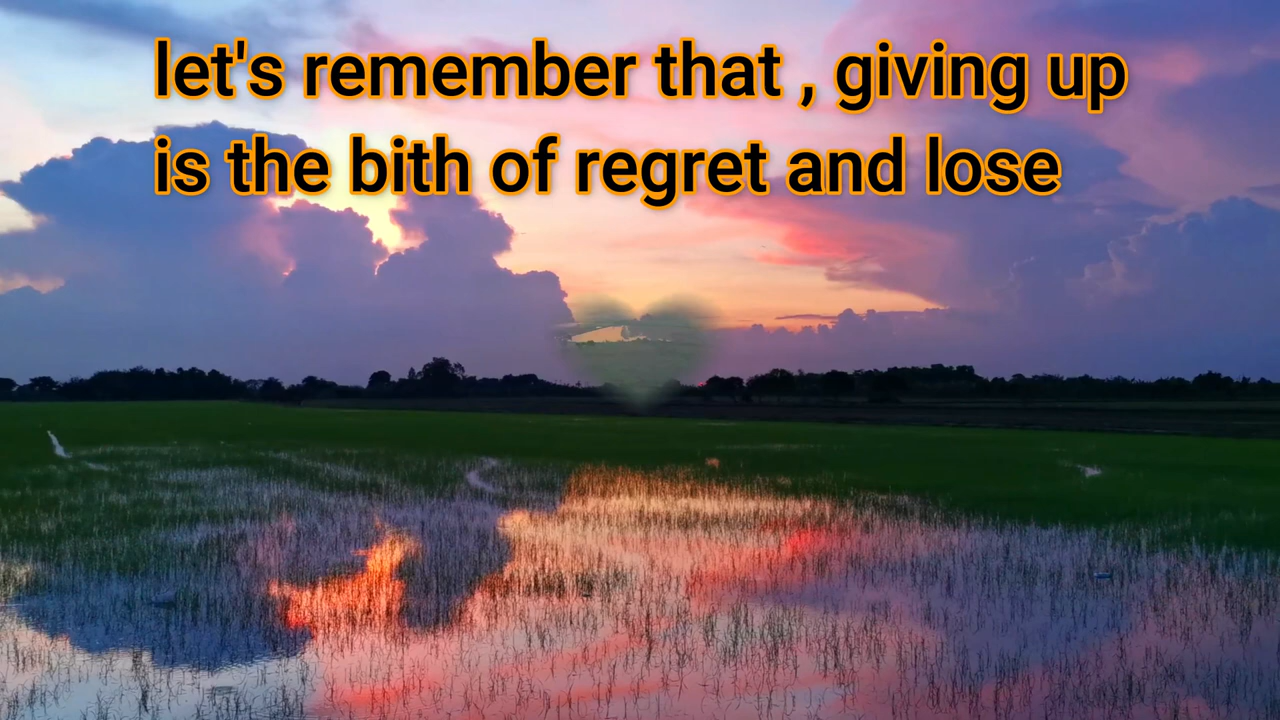 let's remember that , giving up
is the bith of regret and lose